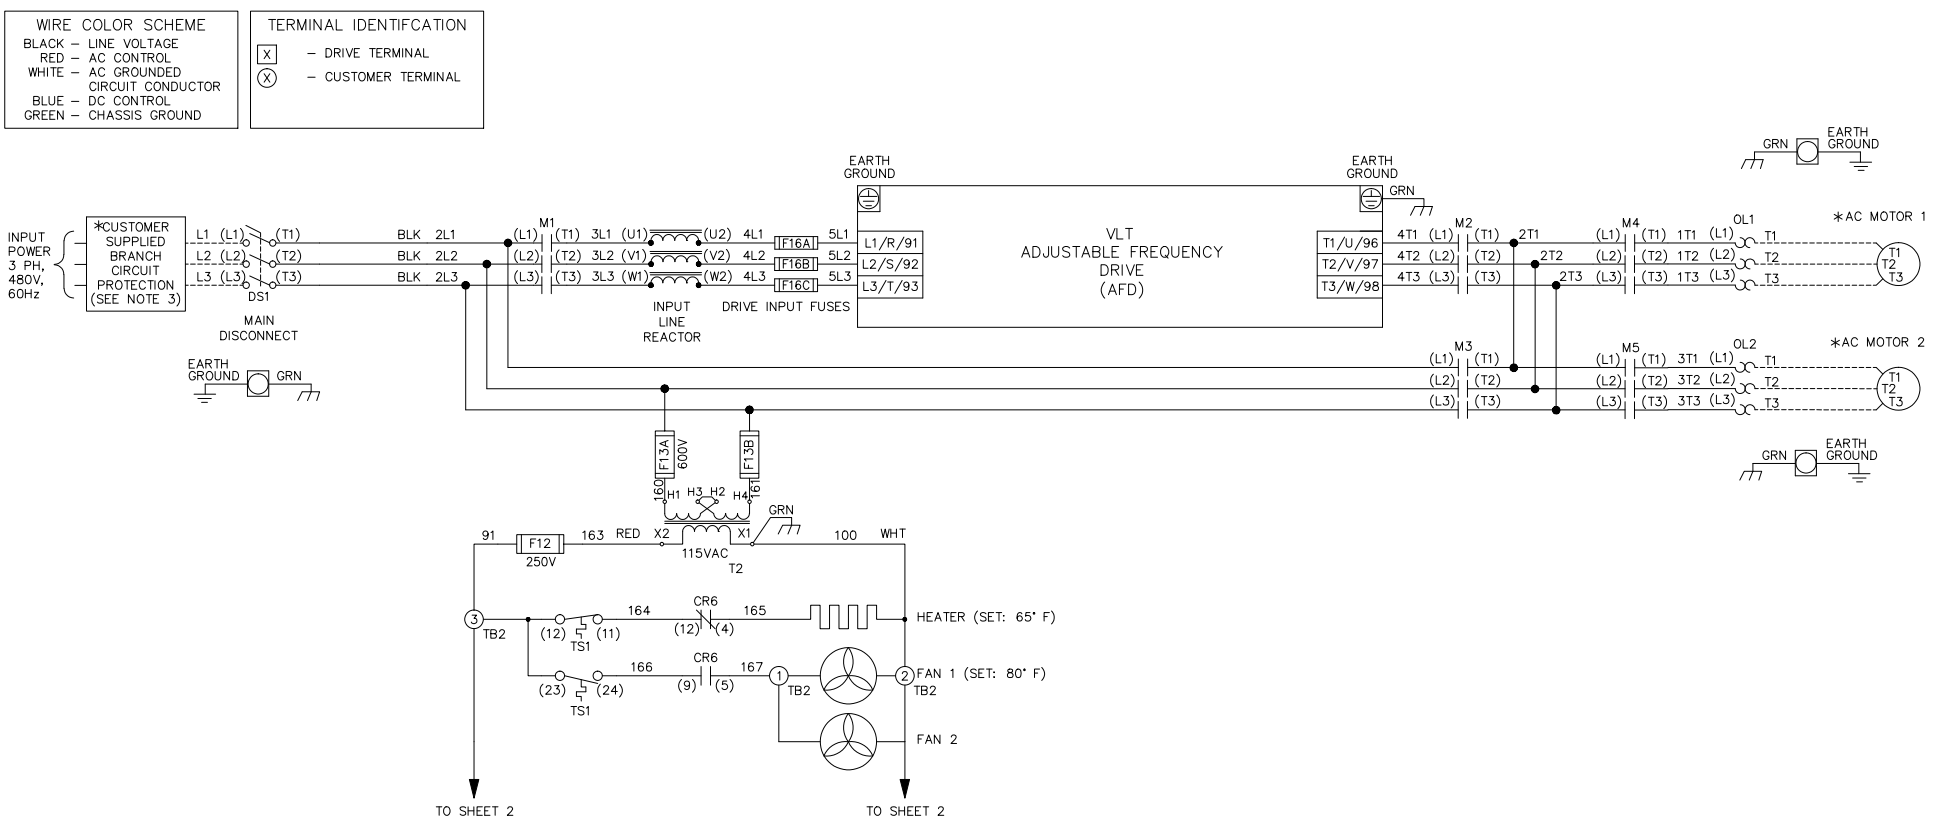 WIRE COLOR SCHEME
BLACK – LINE VOLTAGE
RED – AC CONTROL
WHITE – AC GROUNDED
CIRCUIT CONDUCTOR
BLUE – DC CONTROL
GREEN – CHASSIS GROUND
TERMINAL IDENTIFCATION
X – DRIVE TERMINAL
X – CUSTOMER TERMINAL
EARTH
GROUND
GRN
EARTH
GROUND
EARTH
GROUND
GRN
INPUT
POWER
3 PH,
480V,
60Hz
*CUSTOMER
SUPPLIED
BRANCH
CIRCUIT
PROTECTION
(SEE NOTE 3)
L1 (L1) (T1) BLK 2L1 (L1) M1 (T1) 3L1 (U1) (U2) 4L1 F16A 5L1 L1/R/91
L2 (L2) (T2) BLK 2L2 (L2) (T2) 3L2 (V1) (V2) 4L2 F16B 5L2 L2/S/92
L3 (L3) (T3) BLK 2L3 (L3) (T3) 3L3 (W1) (W2) 4L3 F16C 5L3 L3/T/93
DS1
MAIN
DISCONNECT
INPUT
LINE
REACTOR
DRIVE INPUT FUSES
VLT
ADJUSTABLE FREQUENCY
DRIVE
(AFD)
T1/U/96 4T1 (L1) M2 (T1) 2T1 (L1) M4 (T1) 1T1 (L1) OL1 T1
T2/V/97 4T2 (L2) (T2) 2T2 (L2) (T2) 1T2 (L2) T2
T3/W/98 4T3 (L3) (T3) 2T3 (L3) (T3) 1T3 (L3) T3
*AC MOTOR 1
T1
T2
T3
EARTH
GROUND
GRN
(L1) M3 (T1) (L1) M5 (T1) 3T1 (L1) OL2 T1
(L2) (T2) (L2) (T2) 3T2 (L2) T2
(L3) (T3) (L3) (T3) 3T3 (L3) T3
*AC MOTOR 2
T1
T2
T3
GRN
EARTH
GROUND
F13A
600V
F13B
160
161
H1 H3 H2 H4
GRN
91 F12 163 RED X2 X1 100 WHT
250V
115VAC
T2
3
TB2
(12) (11)
TS1
164
CR6
(12) (4)
165
HEATER (SET: 65° F)
(23) (24)
TS1
166
CR6
(9) (5)
167
1
TB2
2
TB2
FAN 1 (SET: 80° F)
FAN 2
TO SHEET 2
TO SHEET 2